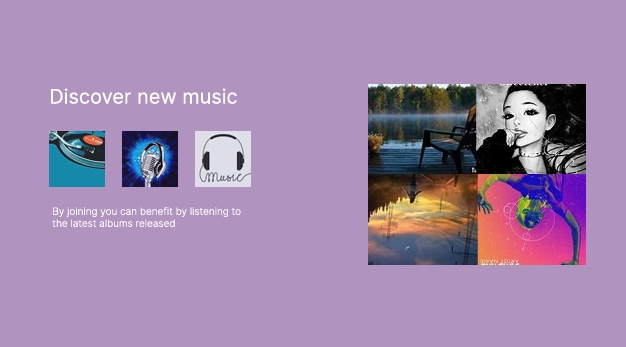 Discover new music
music
By joining you can benefit by listening to
the latest albums released